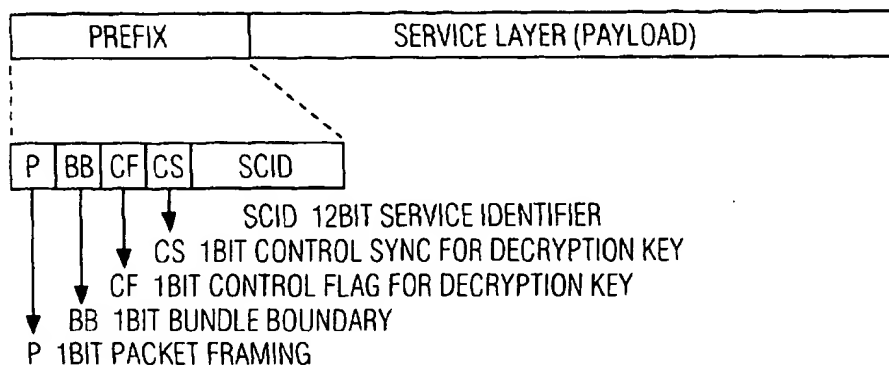 PREFIX SERVICE LAYER (PAYLOAD)
P BB CF CS SCID
SCID 12BIT SERVICE IDENTIFIER
CS 1BIT CONTROL SYNC FOR DECRYPTION KEY
CF 1BIT CONTROL FLAG FOR DECRYPTION KEY
BB 1BIT BUNDLE BOUNDARY
P 1BIT PACKET FRAMING